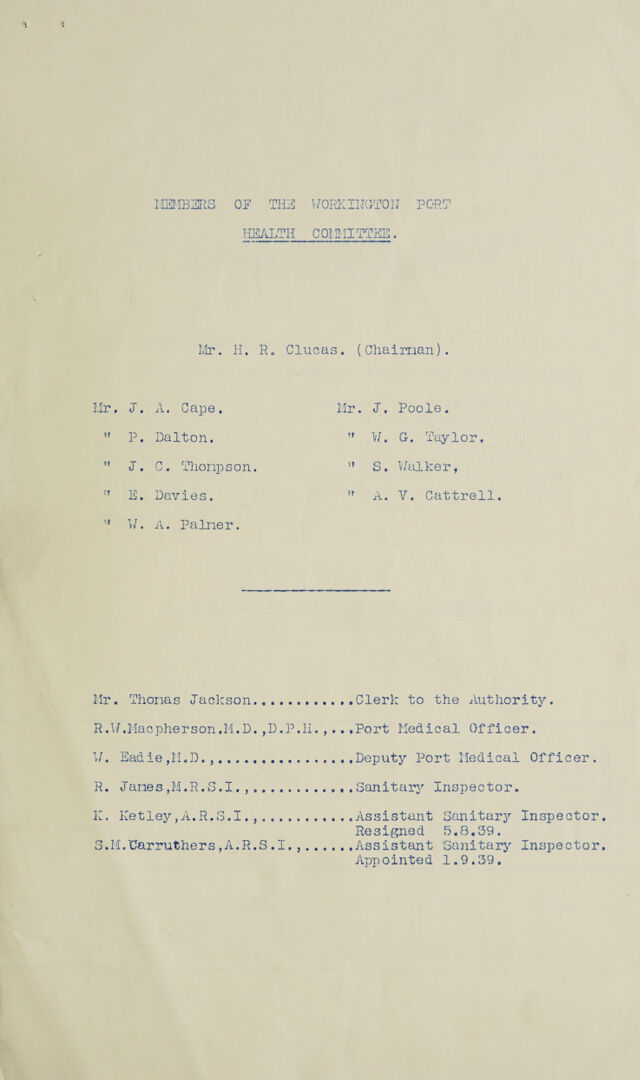 MEMBERS OF THE WORKINGTON PORT
HEALTH COMMITTEE.
Mr. H. R. Clucas. (Chairman).
Mr. J. A. Cape.
" P. Dalton.
" J. C. Thompson.
" E. Davies.
" W. A. Palmer.
Mr. J. Poole.
" W. G. Taylor.
" S. Walker,
" A. V. Cattrell.
Mr. Thomas Jackson............Clerk to the Authority.
R.W.Macpherson.M.D.,D.P.H.,...Port Medical Officer.
W. Eadie,M.D.,................Deputy Port Medical Officer.
R. James,M.R.S.I.,............Sanitary Inspector.
K. Ketley,A.R.S.I.,...........Assistant Sanitary Inspector.
Resigned 5.8.39.
S.M.Carruthers,A.R.S.I.,......Assistant Sanitary Inspector.
Appointed 1.9.39.